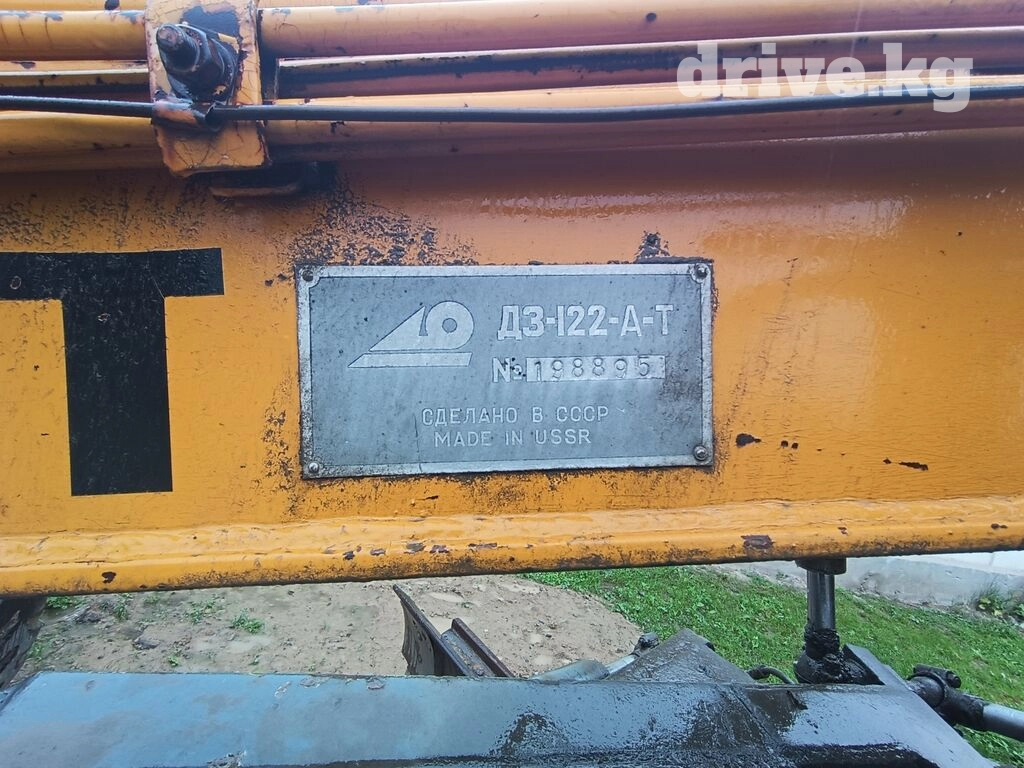 drive.kg
Т
ДЗ-122-А-Т
№ 198895
СДЕЛАНО В СССР
MADE IN USSR